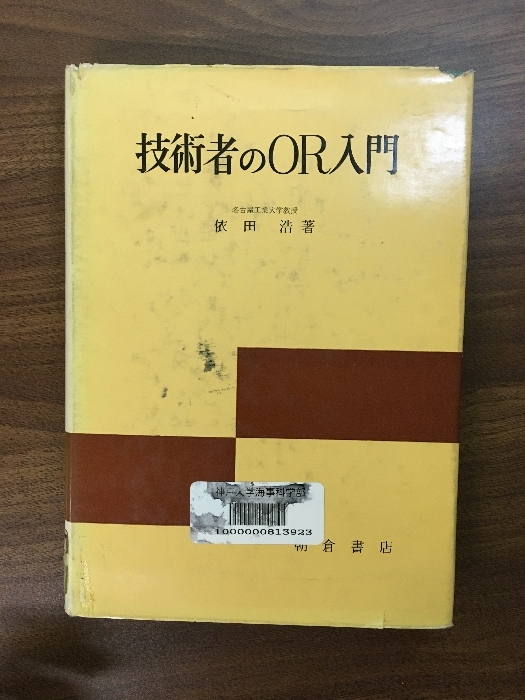 技術者のOR入門
名古屋工業大学教授
依田 浩 著
神戸大学海事科学部
1000000813923
朝倉書店